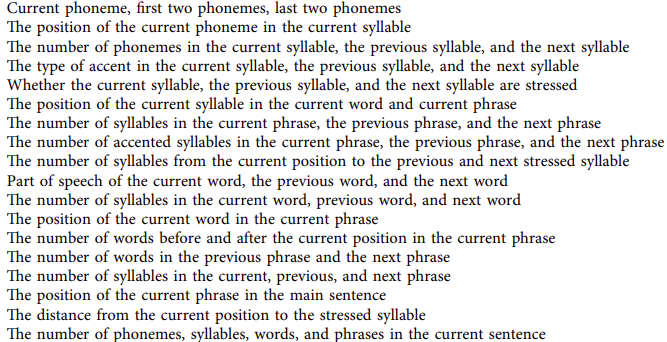 Current phoneme, first two phonemes, last two phonemes
The position of the current phoneme in the current syllable
The number of phonemes in the current syllable, the previous syllable, and the next syllable
The type of accent in the current syllable, the previous syllable, and the next syllable
Whether the current syllable, the previous syllable, and the next syllable are stressed
The position of the current syllable in the current word and current phrase
The number of syllables in the current phrase, the previous phrase, and the next phrase
The number of accented syllables in the current phrase, the previous phrase, and the next phrase
The number of syllables from the current position to the previous and next stressed syllable
Part of speech of the current word, the previous word, and the next word
The number of syllables in the current word, previous word, and next word
The position of the current word in the current phrase
The number of words before and after the current position in the current phrase
The number of words in the previous phrase and the next phrase
The number of syllables in the current, previous, and next phrase
The position of the current phrase in the main sentence
The distance from the current position to the stressed syllable
The number of phonemes, syllables, words, and phrases in the current sentence